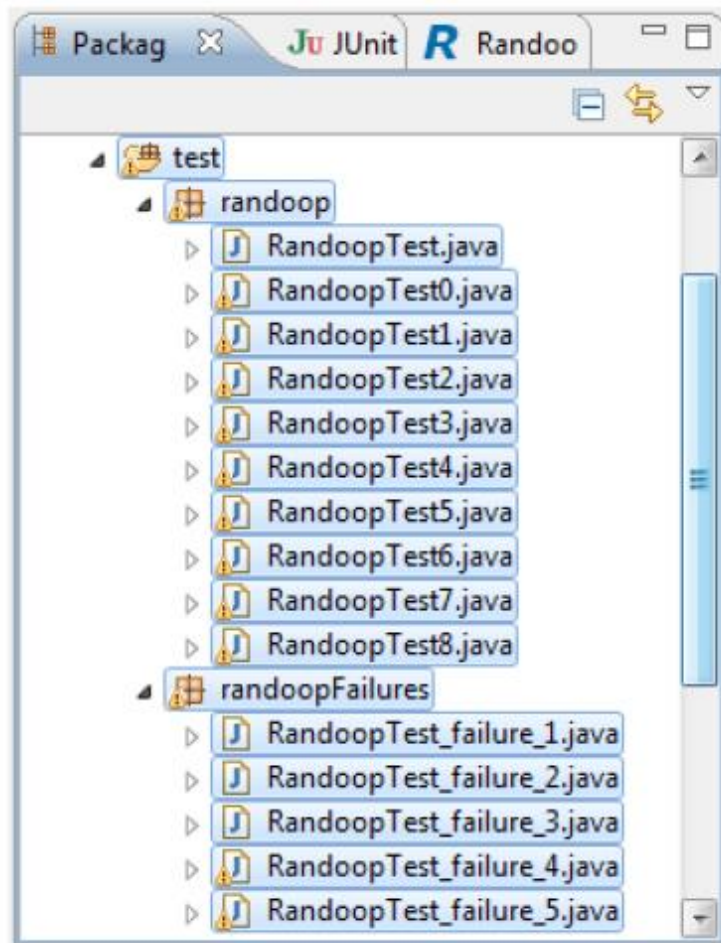 Packag JUnit Randoo
test
randoop
RandoopTest.java
RandoopTest0.java
RandoopTest1.java
RandoopTest2.java
RandoopTest3.java
RandoopTest4.java
RandoopTest5.java
RandoopTest6.java
RandoopTest7.java
RandoopTest8.java
randoopFailures
RandoopTest_failure_1.java
RandoopTest_failure_2.java
RandoopTest_failure_3.java
RandoopTest_failure_4.java
RandoopTest_failure_5.java